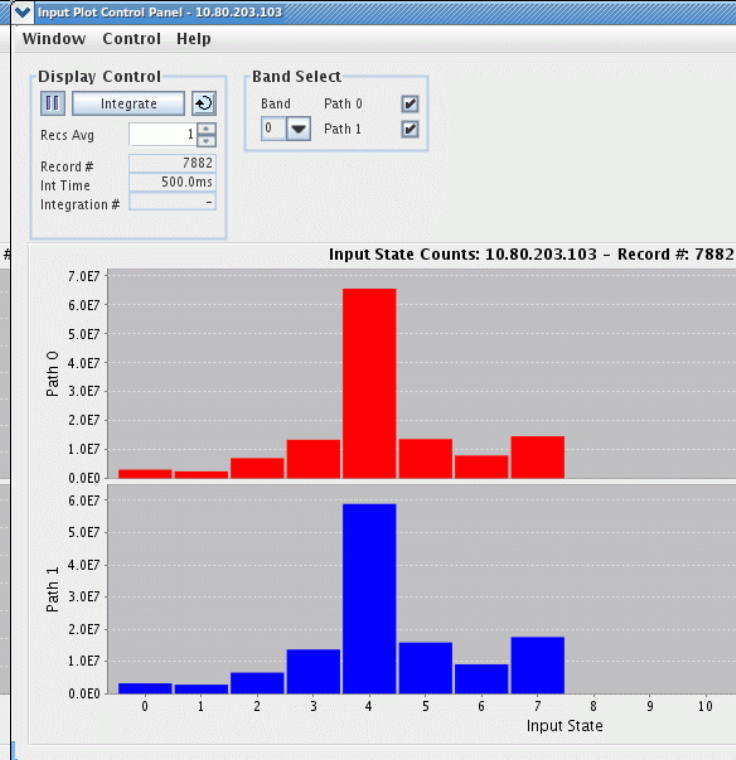 Input Plot Control Panel - 10.80.203.103
Window Control Help
Display Control
Integrate
Recs Avg 1
Record # 7882
Int Time 500.0ms
Integration # -
Band Select
Band Path 0
0 Path 1
#
Input State Counts: 10.80.203.103 - Record #: 7882
7.0E7
6.0E7
5.0E7
4.0E7
3.0E7
2.0E7
1.0E7
0.0E0
Path 0
6.0E7
5.0E7
4.0E7
3.0E7
2.0E7
1.0E7
0.0E0
Path 1
0 1 2 3 4 5 6 7 8 9 10
Input State